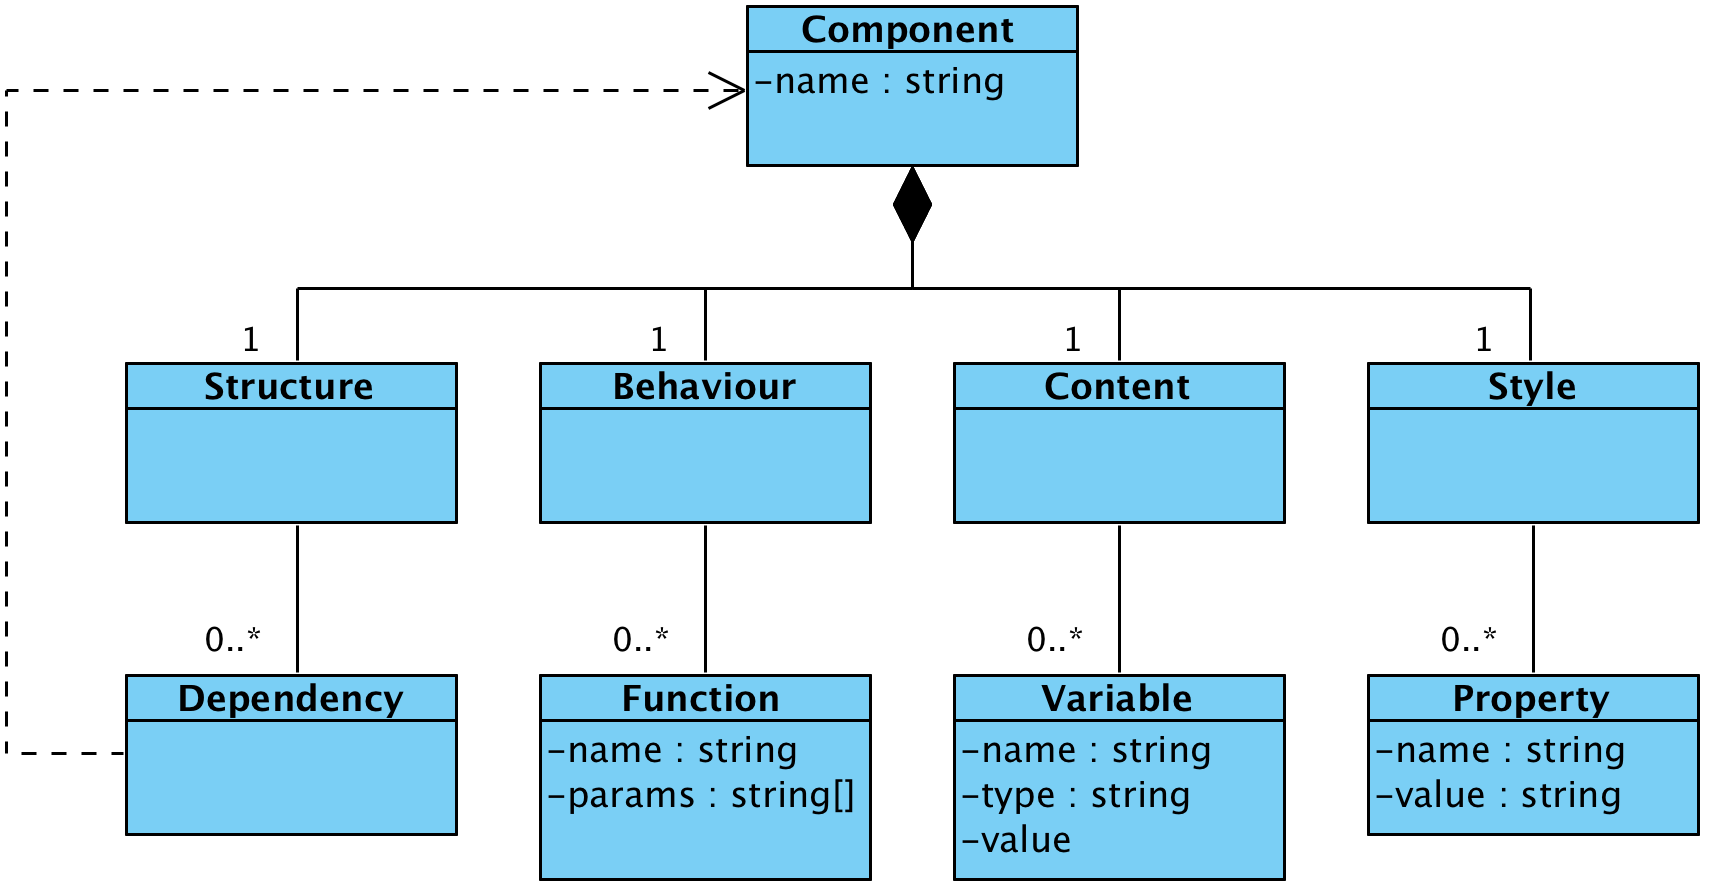 Component
-name : string
1
1
1
1
Structure
Behaviour
Content
Style
0..*
0..*
0..*
0..*
Dependency
Function
-name : string
-params : string[]
Variable
-name : string
-type : string
-value
Property
-name : string
-value : string